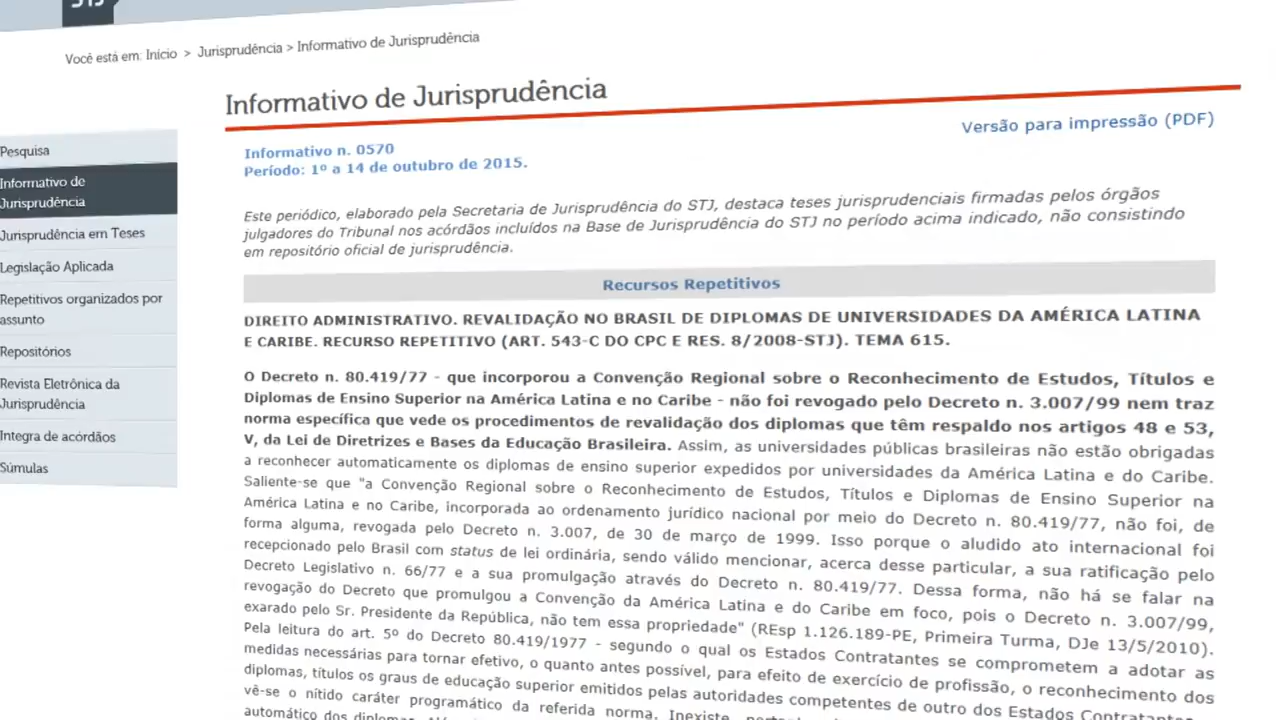 STJ
Você está em: Início > Jurisprudência > Informativo de Jurisprudência
Informativo de Jurisprudência
Versão para impressão (PDF)
Pesquisa
Informativo de
Jurisprudência
Jurisprudência em Teses
Legislação Aplicada
Repetitivos organizados por
assunto
Repositórios
Revista Eletrônica da
Jurisprudência
Integra de acórdãos
Súmulas
Informativo n. 0570
Período: 1º a 14 de outubro de 2015.
Este periódico, elaborado pela Secretaria de Jurisprudência do STJ, destaca teses jurisprudenciais firmadas pelos órgãos
julgadores do Tribunal nos acórdãos incluídos na Base de Jurisprudência do STJ no período acima indicado, não consistindo
em repositório oficial de jurisprudência.
Recursos Repetitivos
DIREITO ADMINISTRATIVO. REVALIDAÇÃO NO BRASIL DE DIPLOMAS DE UNIVERSIDADES DA AMÉRICA LATINA
E CARIBE. RECURSO REPETITIVO (ART. 543-C DO CPC E RES. 8/2008-STJ). TEMA 615.
O Decreto n. 80.419/77 - que incorporou a Convenção Regional sobre o Reconhecimento de Estudos, Títulos e
Diplomas de Ensino Superior na América Latina e no Caribe - não foi revogado pelo Decreto n. 3.007/99 nem traz
norma específica que vede os procedimentos de revalidação dos diplomas que têm respaldo nos artigos 48 e 53,
V, da Lei de Diretrizes e Bases da Educação Brasileira. Assim, as universidades públicas brasileiras não estão obrigadas
a reconhecer automaticamente os diplomas de ensino superior expedidos por universidades da América Latina e do Caribe.
Saliente-se que "a Convenção Regional sobre o Reconhecimento de Estudos, Títulos e Diplomas de Ensino Superior na
América Latina e no Caribe, incorporada ao ordenamento jurídico nacional por meio do Decreto n. 80.419/77, não foi, de
forma alguma, revogada pelo Decreto n. 3.007, de 30 de março de 1999. Isso porque o aludido ato internacional foi
recepcionado pelo Brasil com status de lei ordinária, sendo válido mencionar, acerca desse particular, a sua ratificação pelo
Decreto Legislativo n. 66/77 e a sua promulgação através do Decreto n. 80.419/77. Dessa forma, não há se falar na
revogação do Decreto que promulgou a Convenção da América Latina e do Caribe em foco, pois o Decreto n. 3.007/99,
exarado pelo Sr. Presidente da República, não tem essa propriedade" (REsp 1.126.189-PE, Primeira Turma, DJe 13/5/2010).
Pela leitura do art. 5º do Decreto 80.419/1977 - segundo o qual os Estados Contratantes se comprometem a adotar as
medidas necessárias para tornar efetivo, o quanto antes possível, para efeito de exercício de profissão, o reconhecimento dos
diplomas, títulos os graus de educação superior emitidos pelas autoridades competentes de outro dos Estados Contratantes,
vê-se o nítido caráter programático da referida norma. Inexiste,
automático dos